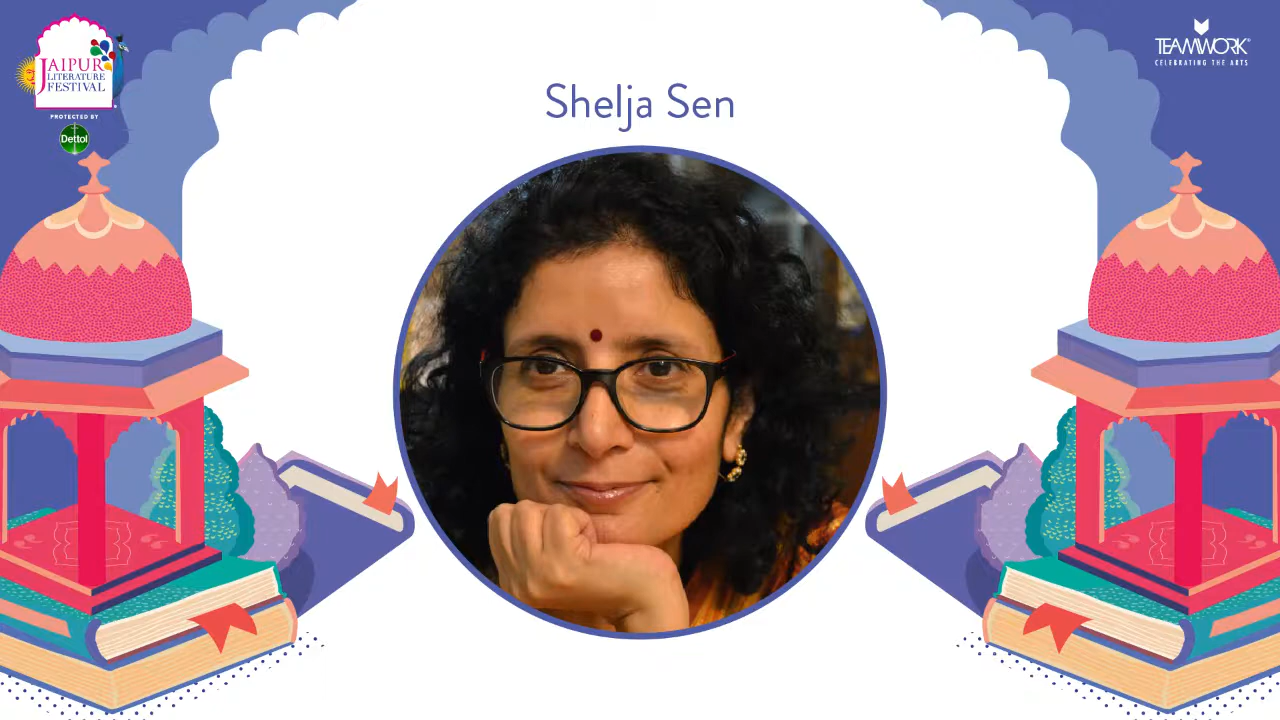 JAIPUR
LITERATURE
FESTIVAL
PROTECTED BY
Dettol
TEAMWORK®
CELEBRATING THE ARTS
Shelja Sen